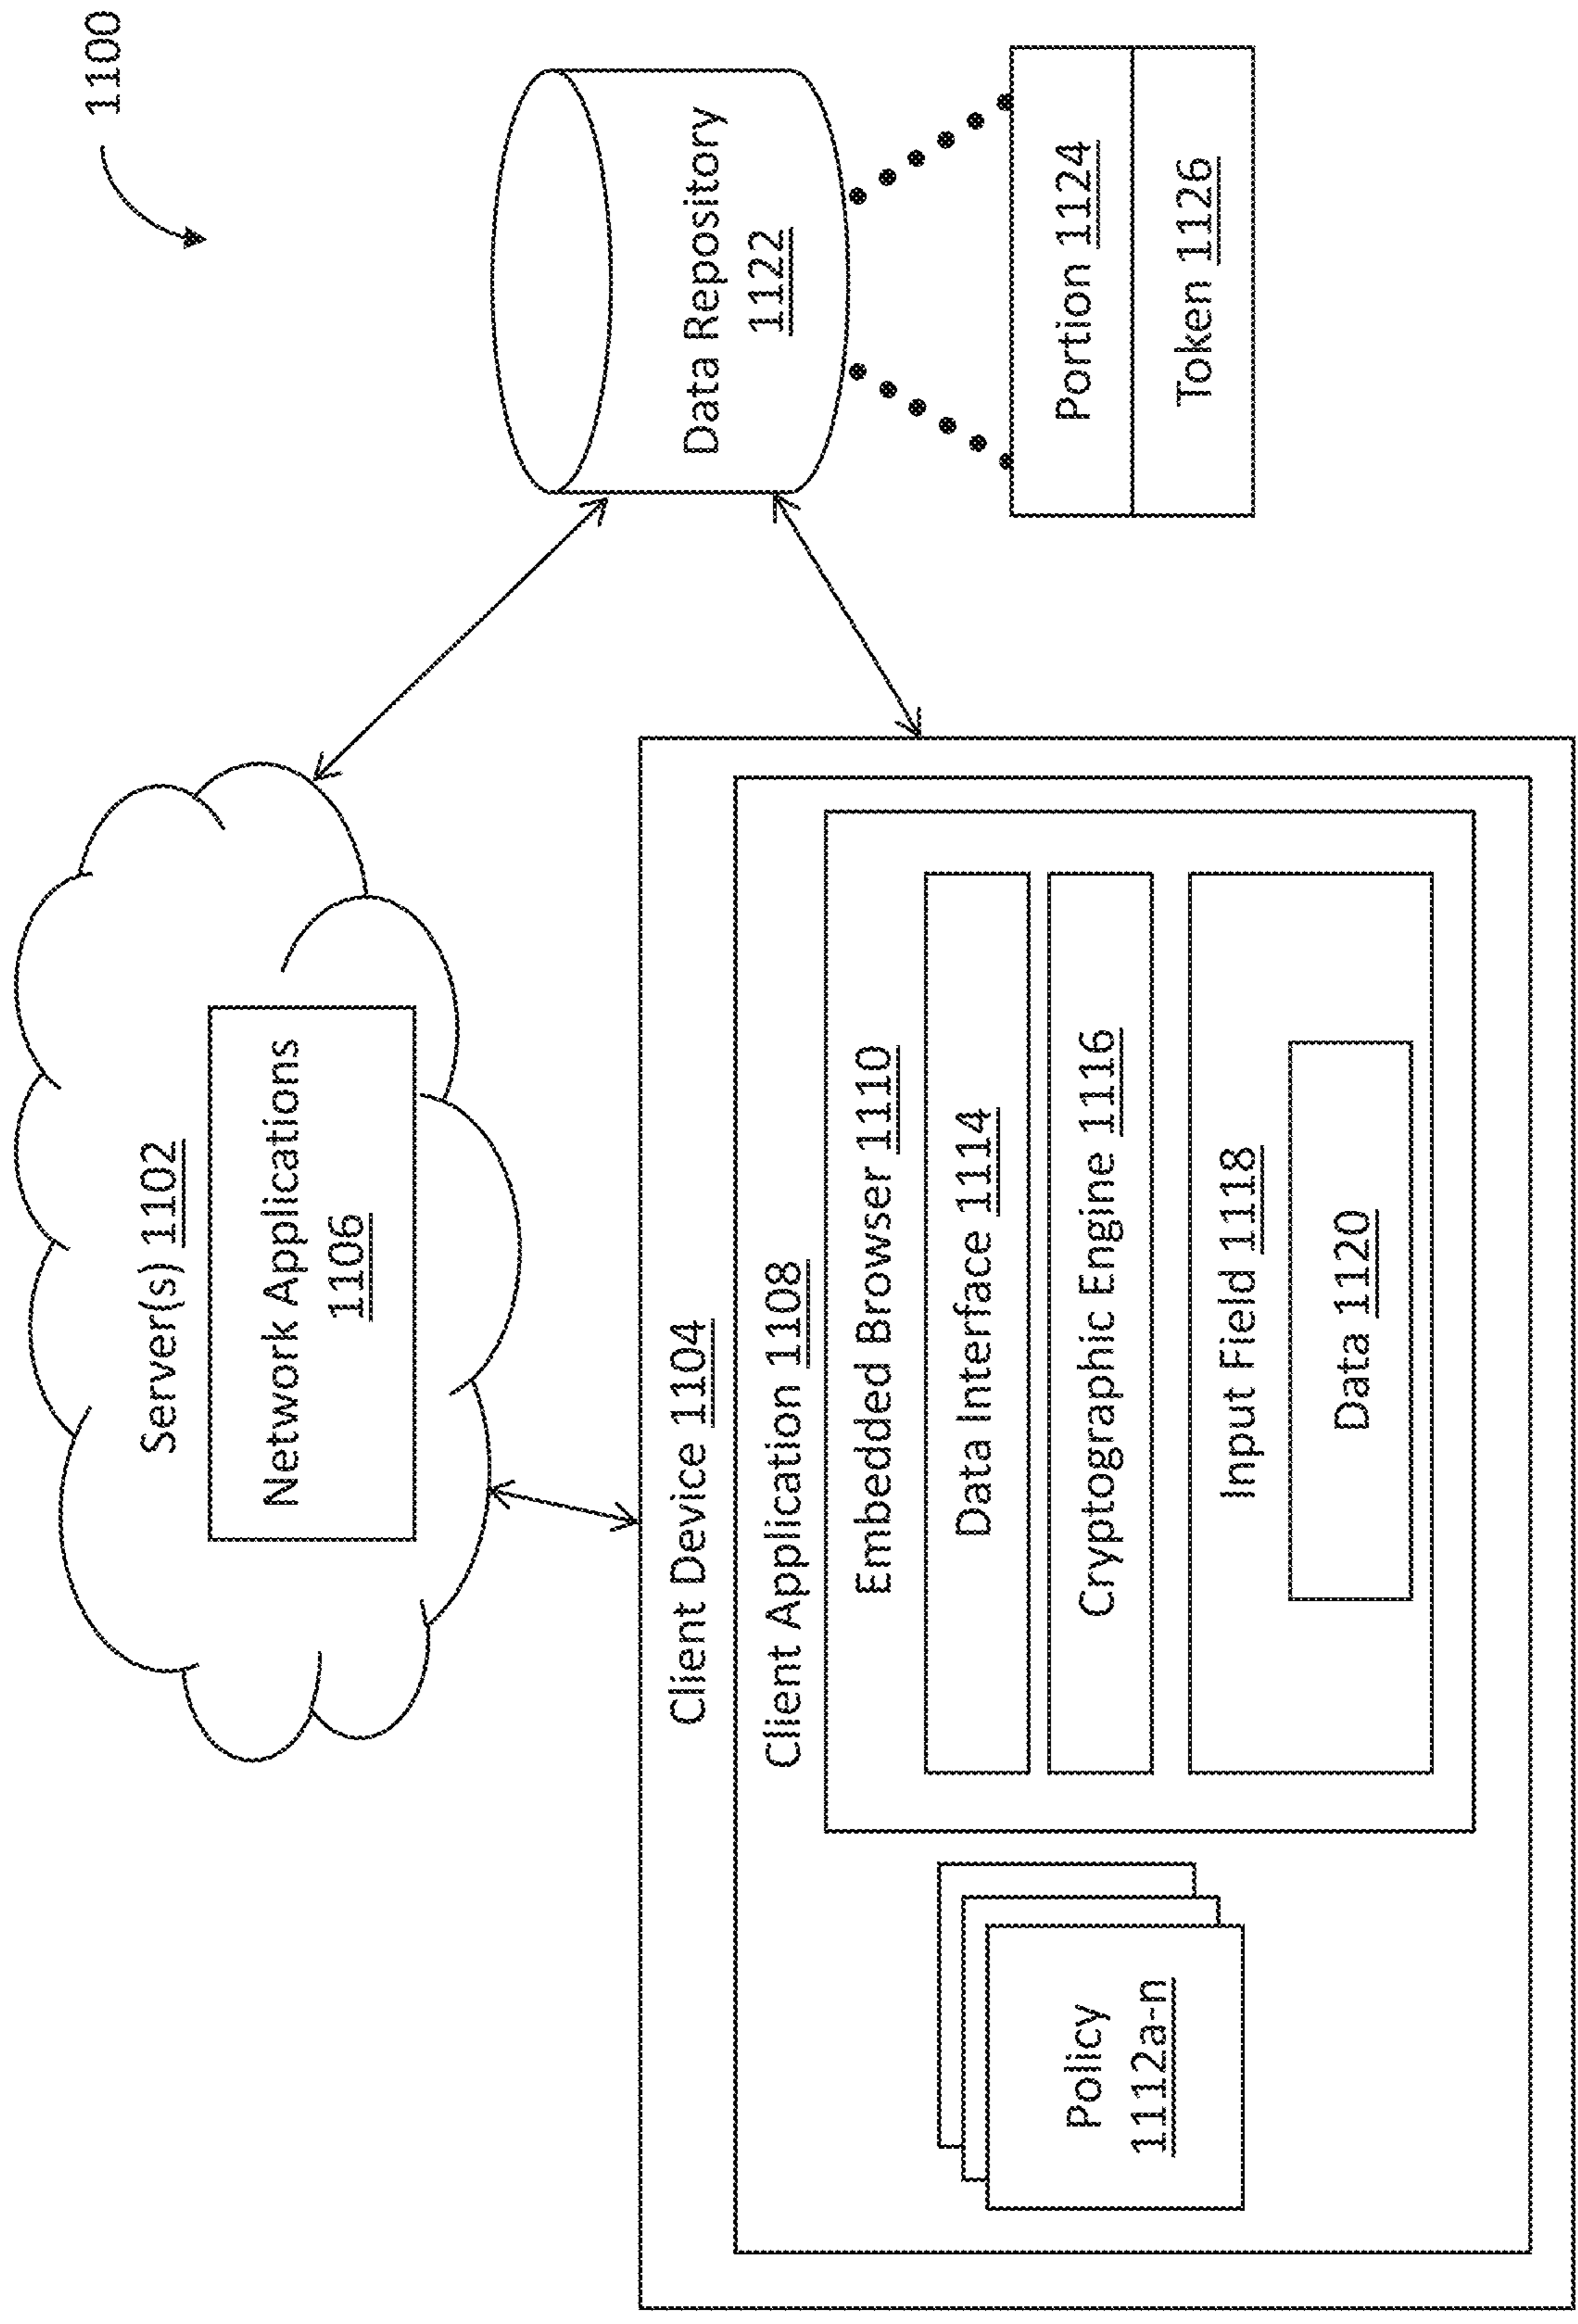 1100
Server(s) 1102
Network Applications
1106
Data Repository
1122
Portion 1124
Token 1126
Client Device 1104
Client Application 1108
Embedded Browser 1110
Data Interface 1114
Cryptographic Engine 1116
Input Field 1118
Data 1120
Policy
1112a-n